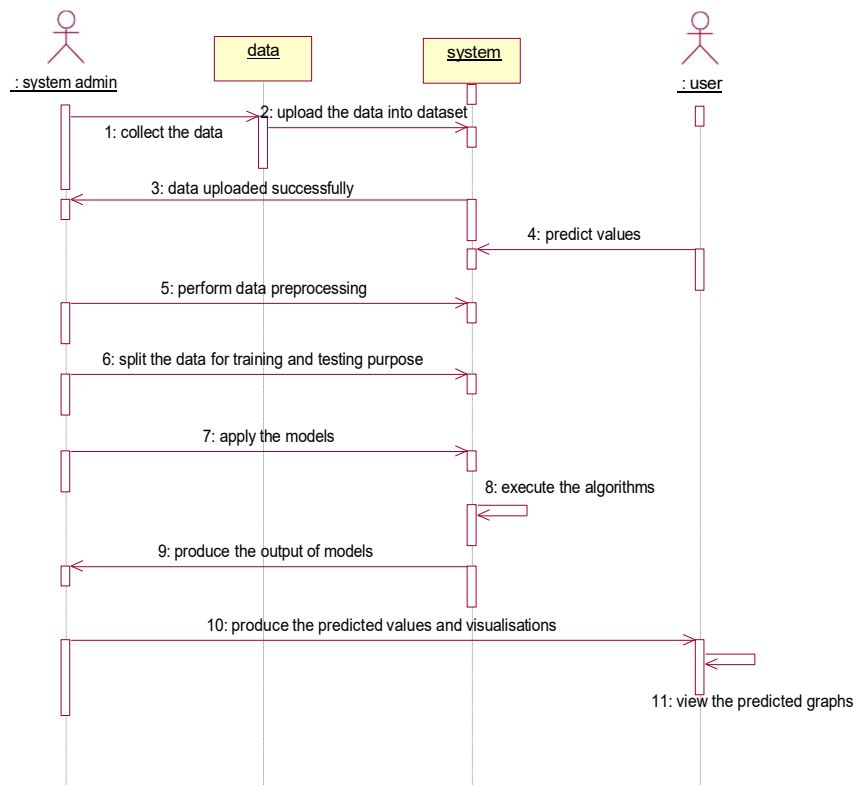 data
system
: system admin
: user
2: upload the data into dataset
1: collect the data
3: data uploaded successfully
4: predict values
5: perform data preprocessing
6: split the data for training and testing purpose
7: apply the models
8: execute the algorithms
9: produce the output of models
10: produce the predicted values and visualisations
11: view the predicted graphs